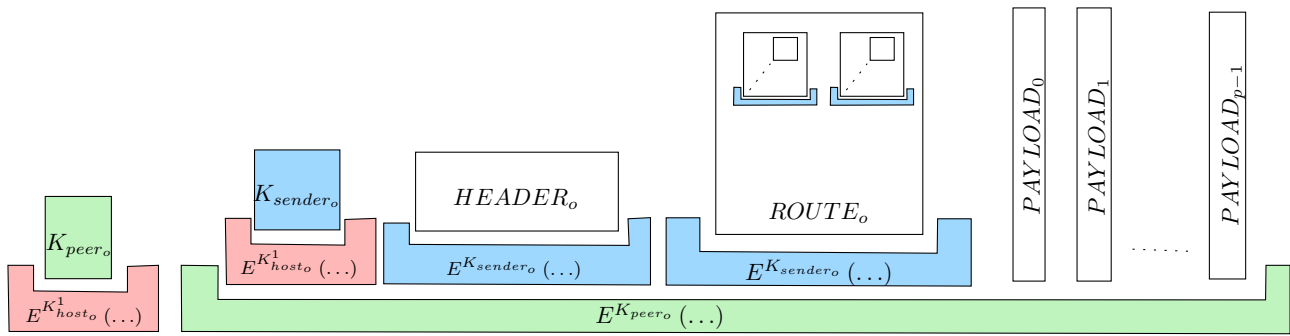 K_{peer_o}
E^{K^1_{host_o}}(...)
K_{sender_o}
E^{K^1_{host_o}}(...)
HEADER_o
E^{K_{sender_o}}(...)
ROUTE_o
E^{K_{sender_o}}(...)
PAYLOAD_0
PAYLOAD_1
......
PAYLOAD_{p-1}
E^{K_{peer_o}}(...)